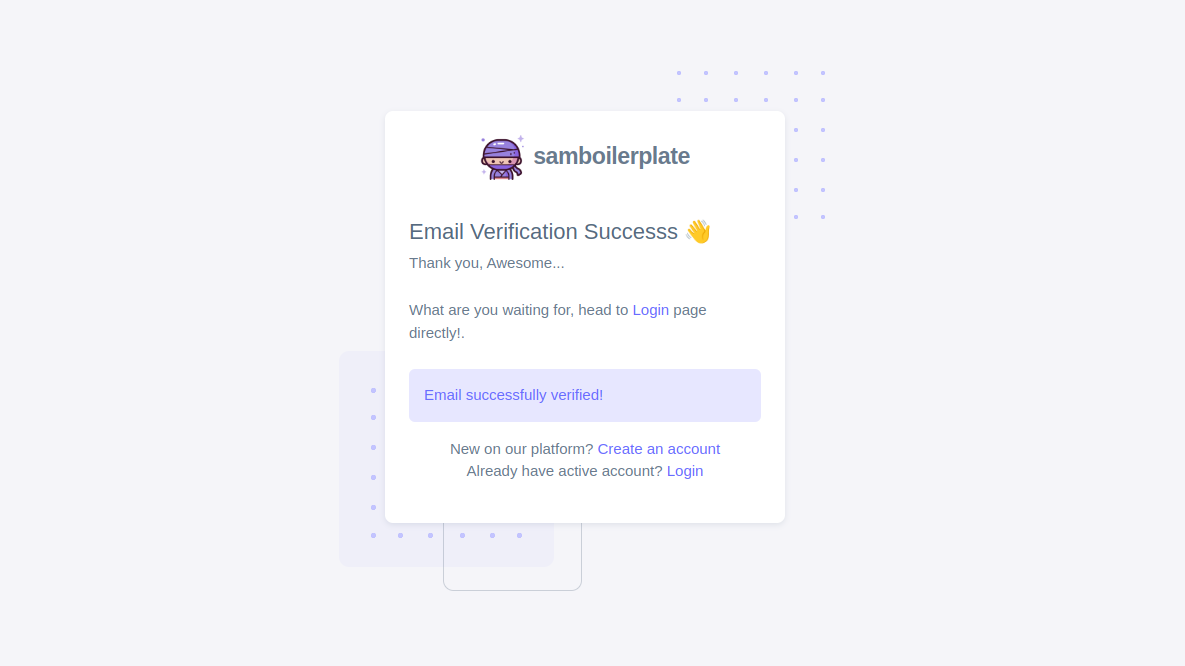 samboilerplate
Email Verification Successs 👋
Thank you, Awesome...
What are you waiting for, head to Login page
directly!.
Email successfully verified!
New on our platform? Create an account
Already have active account? Login